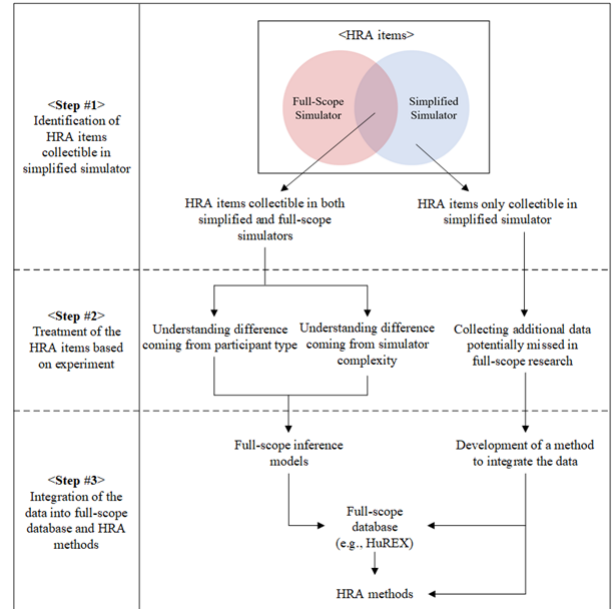 <HRA items>
Full-Scope
Simulator
Simplified
Simulator
<Step #1>
Identification of
HRA items
collectible in
simplified simulator
HRA items collectible in both
simplified and full-scope
simulators
HRA items only collectible in
simplified simulator
<Step #2>
Treatment of the
HRA items based
on experiment
Understanding difference
coming from participant type
Understanding difference
coming from simulator
complexity
Collecting additional data
potentially missed in
full-scope research
<Step #3>
Integration of the
data into full-scope
database and HRA
methods
Full-scope inference
models
Development of a method
to integrate the data
Full-scope
database
(e.g., HuREX)
HRA methods